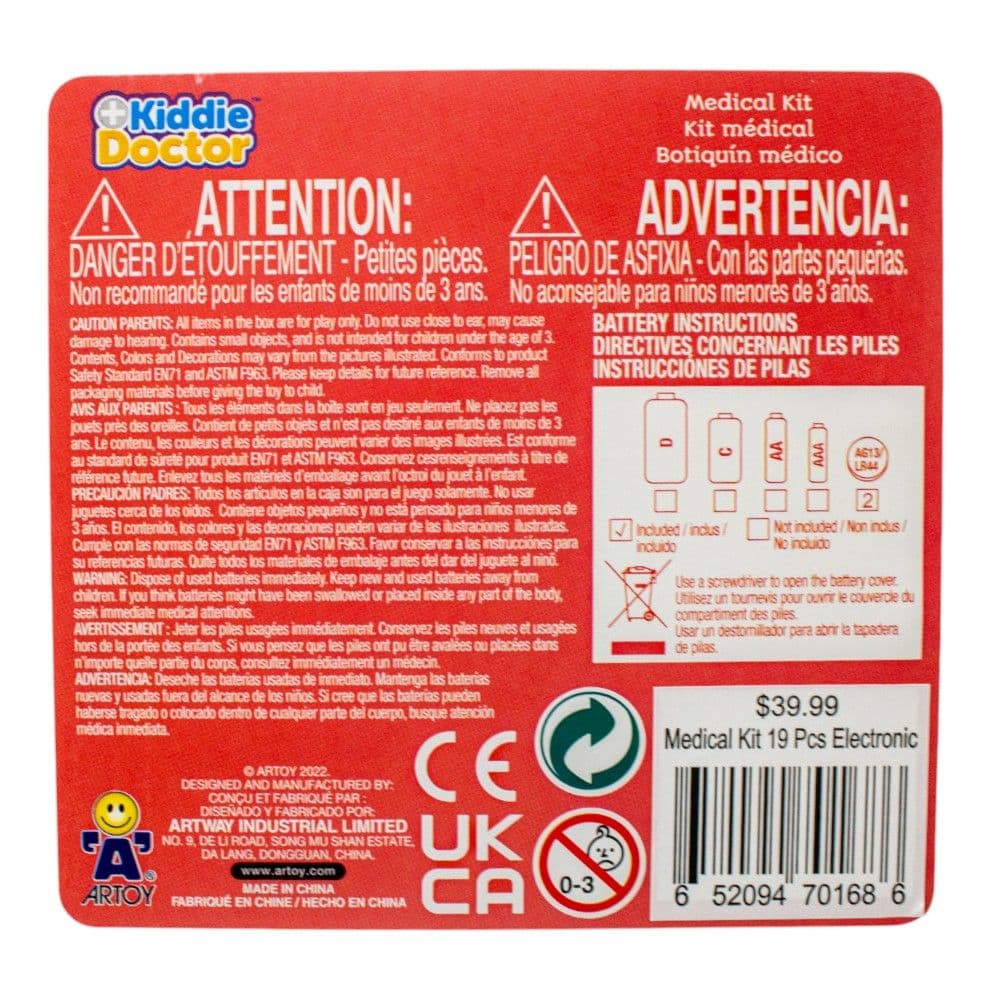 Kiddie
Doctor™
Medical Kit
Kit médical
Botiquín médico
ATTENTION:
DANGER D'ÉTOUFFEMENT - Petites pièces.
Non recommandé pour les enfants de moins de 3 ans.
ADVERTENCIA:
PELIGRO DE ASFIXIA - Con las partes pequeñas.
No aconsejable para niños menores de 3 años.
CAUTION PARENTS: All items in the box are for play only. Do not use close to ear, may cause
damage to hearing. Contains small objects, and is not intended for children under the age of 3.
Contents, Colors and Decorations may vary from the pictures illustrated. Conforms to product
Safety Standard EN71 and ASTM F963. Please keep details for future reference. Remove all
packaging materials before giving the toy to child.
AVIS AUX PARENTS : Tous les éléments dans la boîte sont en jeu seulement. Ne placez pas les
jouets près des oreilles. Contient de petits objets et n'est pas destiné aux enfants de moins de 3
ans. Le contenu, les couleurs et les décorations peuvent varier des images illustrées. Est conforme
au standard de sûreté pour produit EN71 et ASTM F963. Conservez cesrenseignements à titre de
référence future. Enlevez tous les matériels d'emballage avant l'octroi du jouet à l'enfant.
PRECAUCIÓN PADRES: Todos los artículos en la caja son para el juego solamente. No usar
juguetes cerca de los oidos. Contiene objetos pequeños y no está pensado para niños menores de
3 años. El contenido, los colores y las decoraciones pueden variar de las ilustraciones ilustradas.
Cumple con las normas de seguridad EN71 y ASTM F963. Favor conservar a las instrucciónes para
su referencias futuras. Quite todos los materiales de embalaje antes del dar del juguete al ninõ.
WARNING: Dispose of used batteries immediately. Keep new and used batteries away from
children. If you think batteries might have been swallowed or placed inside any part of the body,
seek immediate medical attentions.
AVERTISSEMENT : Jeter les piles usagées immédiatement. Conservez les piles neuves et usagées
hors de la portée des enfants. Si vous pensez que les piles ont pu être avalées ou placées dans
n'importe quelle partie du corps, consultez immédiatement un médecin.
ADVERTENCIA: Deseche las baterias usadas de inmediato. Mantenga las baterias
nuevas y usadas fuera del alcance de los niños. Si cree que las baterias pueden
haberse tragado o colocado dentro de cualquier parte del cuerpo, busque atención
médica inmediata.
BATTERY INSTRUCTIONS
DIRECTIVES CONCERNANT LES PILES
INSTRUCCIÓNES DE PILAS
D
C
AA
AAA
AG13/
LR44
2
Included / inclus /
incluido
Not included / Non inclus /
No incluido
Use a screwdriver to open the battery cover.
Utilisez un tournevis pour ouvrir le couvercle du
compartiment des piles.
Usar un destornillador para abrir la tapadera
de pilas.
© ARTOY 2022.
DESIGNED AND MANUFACTURED BY:
CONÇU ET FABRIQUÉ PAR :
DISEÑADO Y FABRICADO POR:
ARTWAY INDUSTRIAL LIMITED
NO. 9, DE LI ROAD, SONG MU SHAN ESTATE,
DA LANG, DONGGUAN, CHINA.
www.artoy.com
MADE IN CHINA
FABRIQUÉ EN CHINE / HECHO EN CHINA
'A'
ARTOY®
CE
UK
CA
0-3
$39.99
Medical Kit 19 Pcs Electronic
6 52094 70168 6